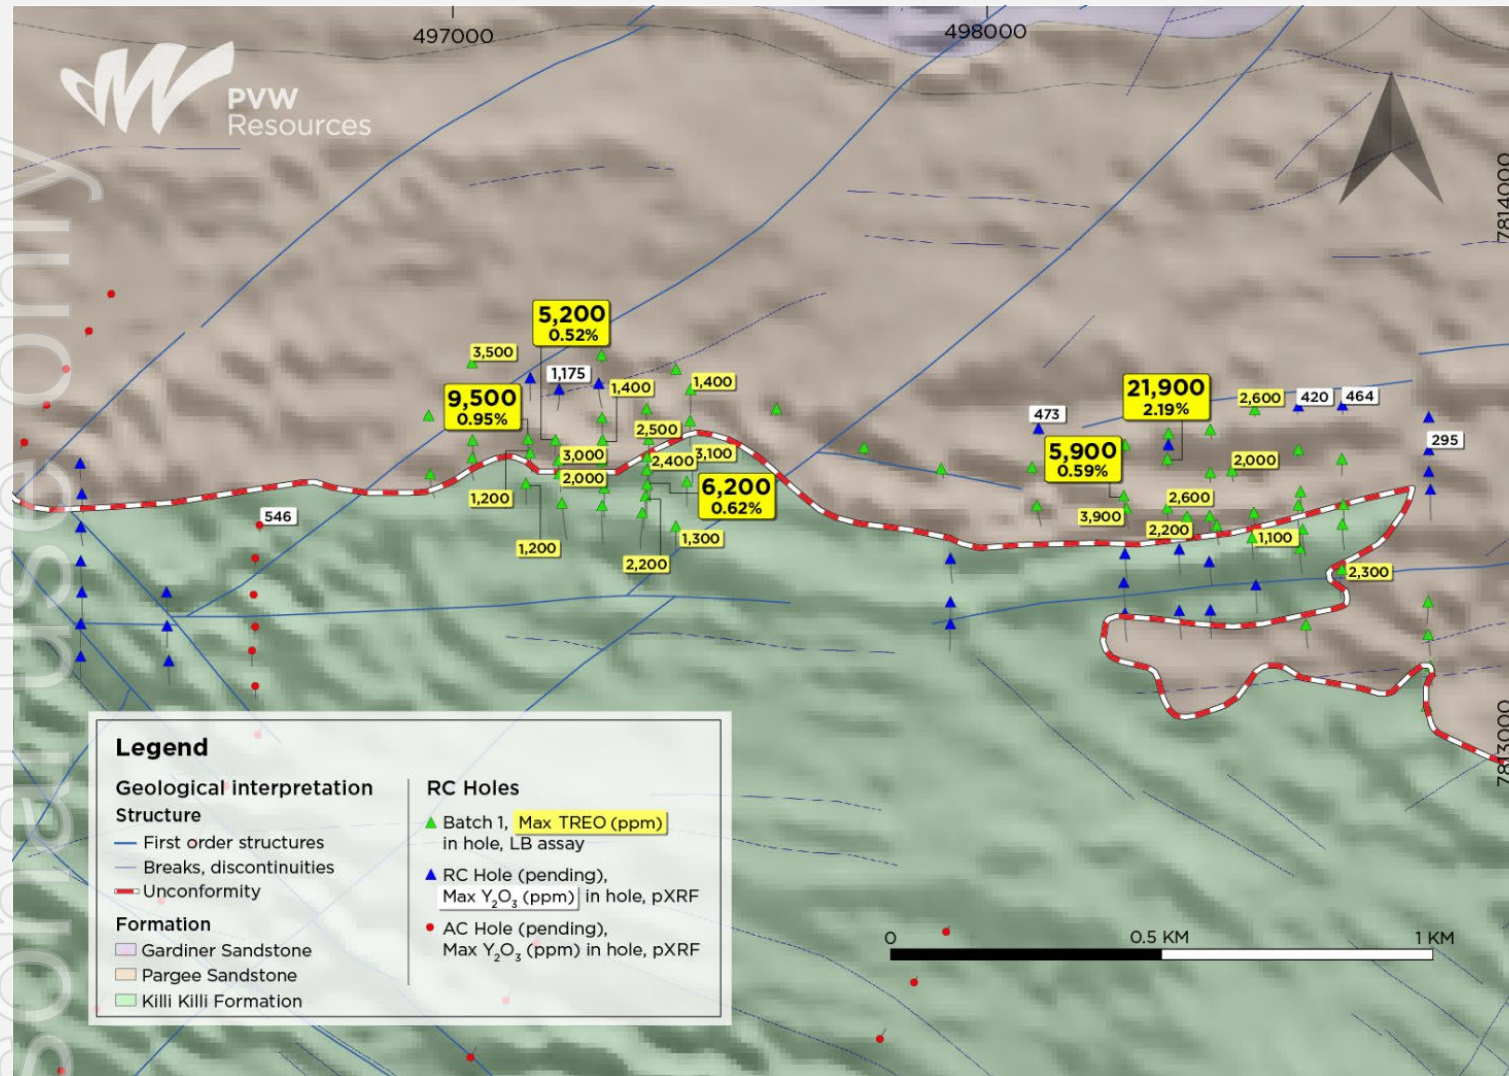 497000
498000
PVW
Resources
7814000
7813000
5,200
0.52%
3,500
1,175
1,400
1,400
9,500
0.95%
2,500
3,000
2,400
3,100
2,000
6,200
0.62%
1,200
1,200
1,300
2,200
546
473
21,900
2.19%
2,600
420
464
295
5,900
0.59%
2,000
2,600
3,900
2,200
1,100
2,300
Legend
Geological interpretation
Structure
First order structures
Breaks, discontinuities
Unconformity
Formation
Gardiner Sandstone
Pargee Sandstone
Killi Killi Formation
RC Holes
Batch 1, Max TREO (ppm)
in hole, LB assay
RC Hole (pending),
Max Y₂O₃ (ppm) in hole, pXRF
AC Hole (pending),
Max Y₂O₃ (ppm) in hole, pXRF
0 0.5 KM 1 KM
sonal use only